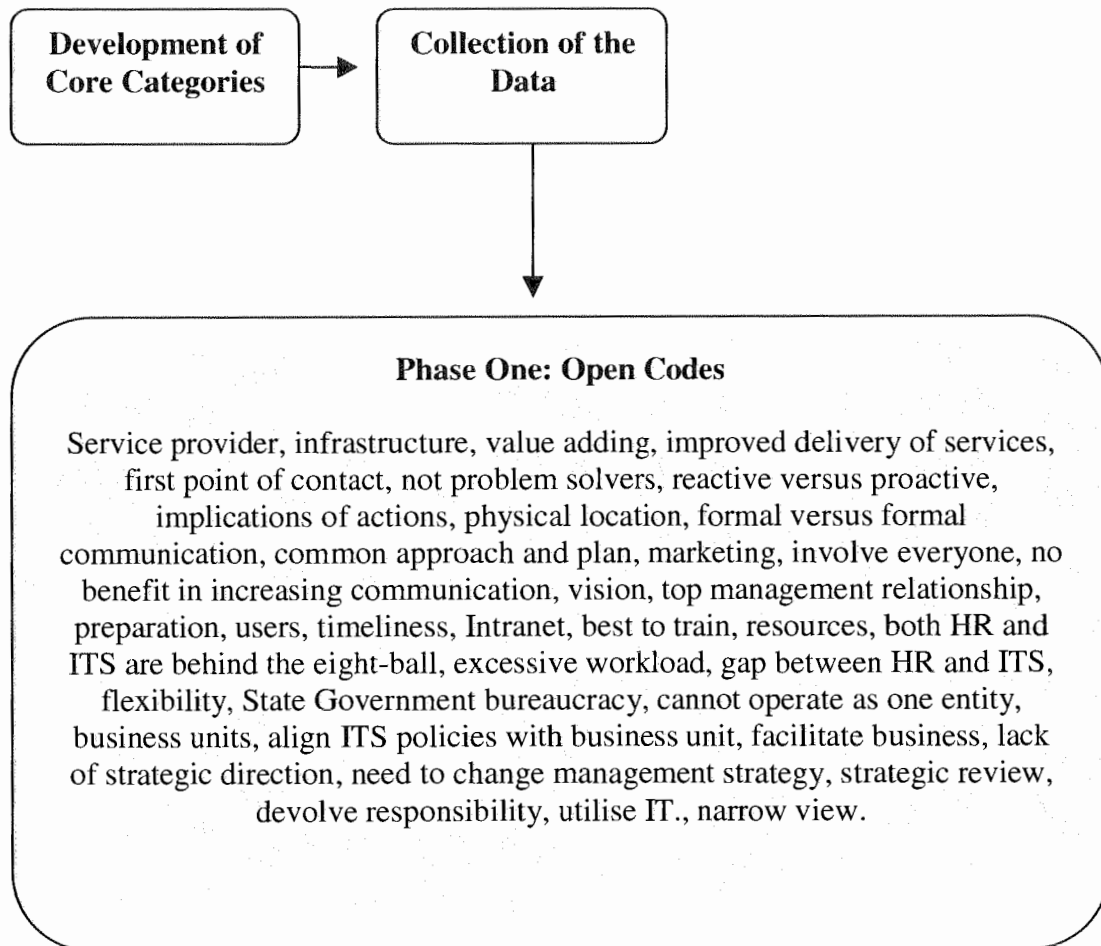 Development of
Core Categories
Collection of the
Data
Phase One: Open Codes
Service provider, infrastructure, value adding, improved delivery of services,
first point of contact, not problem solvers, reactive versus proactive,
implications of actions, physical location, formal versus formal
communication, common approach and plan, marketing, involve everyone, no
benefit in increasing communication, vision, top management relationship,
preparation, users, timeliness, Intranet, best to train, resources, both HR and
ITS are behind the eight-ball, excessive workload, gap between HR and ITS,
flexibility, State Government bureaucracy, cannot operate as one entity,
business units, align ITS policies with business unit, facilitate business, lack
of strategic direction, need to change management strategy, strategic review,
devolve responsibility, utilise IT., narrow view.